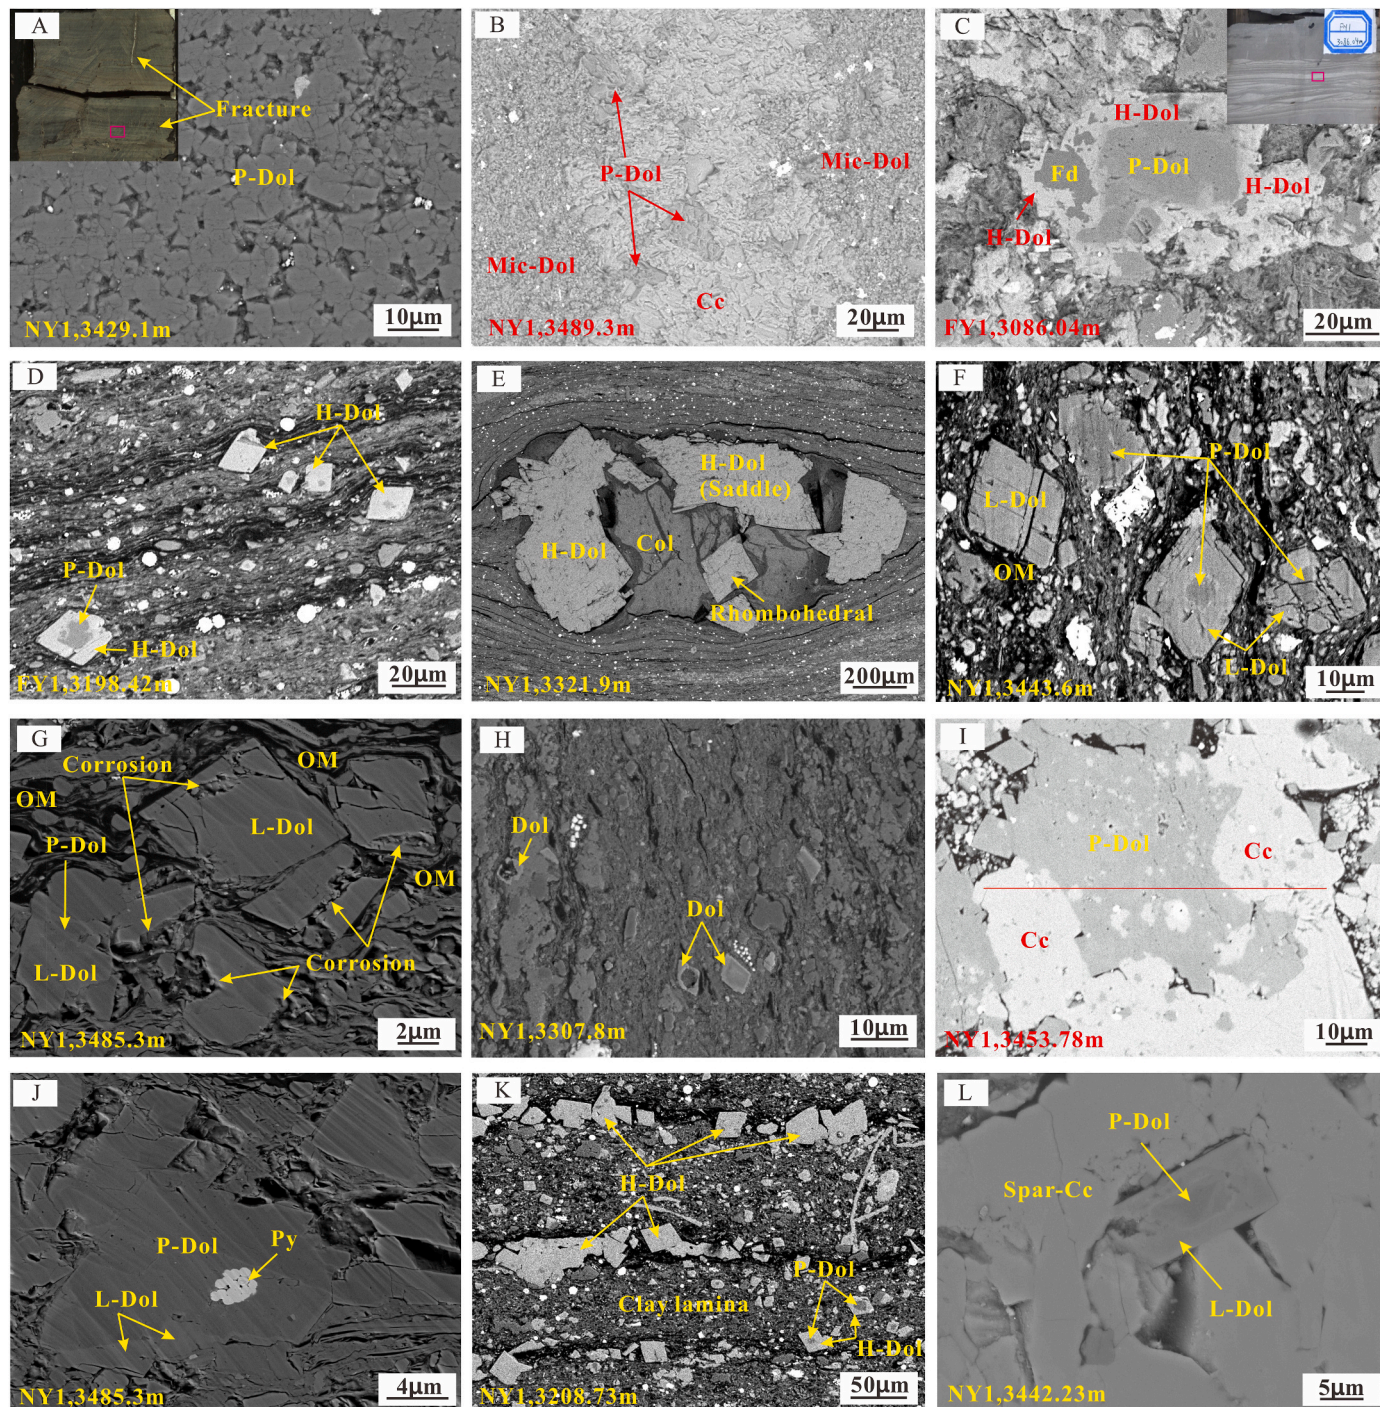 A
Fracture
P-Dol
NY1,3429.1m
10μm
B
P-Dol
Mic-Dol
Mic-Dol
Cc
NY1,3489.3m
20μm
C
3086.04m
H-Dol
Fd
P-Dol
H-Dol
H-Dol
FY1,3086.04m
20μm
D
H-Dol
P-Dol
H-Dol
FY1,3198.42m
20μm
E
H-Dol
(Saddle)
H-Dol
Col
Rhombohedral
NY1,3321.9m
200μm
F
P-Dol
L-Dol
OM
L-Dol
NY1,3443.6m
10μm
G
Corrosion
OM
OM
L-Dol
P-Dol
OM
L-Dol
Corrosion
NY1,3485.3m
2μm
H
Dol
Dol
NY1,3307.8m
10μm
I
P-Dol
Cc
Cc
NY1,3453.78m
10μm
J
P-Dol
Py
L-Dol
NY1,3485.3m
4μm
K
H-Dol
P-Dol
Clay lamina
H-Dol
NY1,3208.73m
50μm
L
P-Dol
Spar-Cc
L-Dol
NY1,3442.23m
5μm